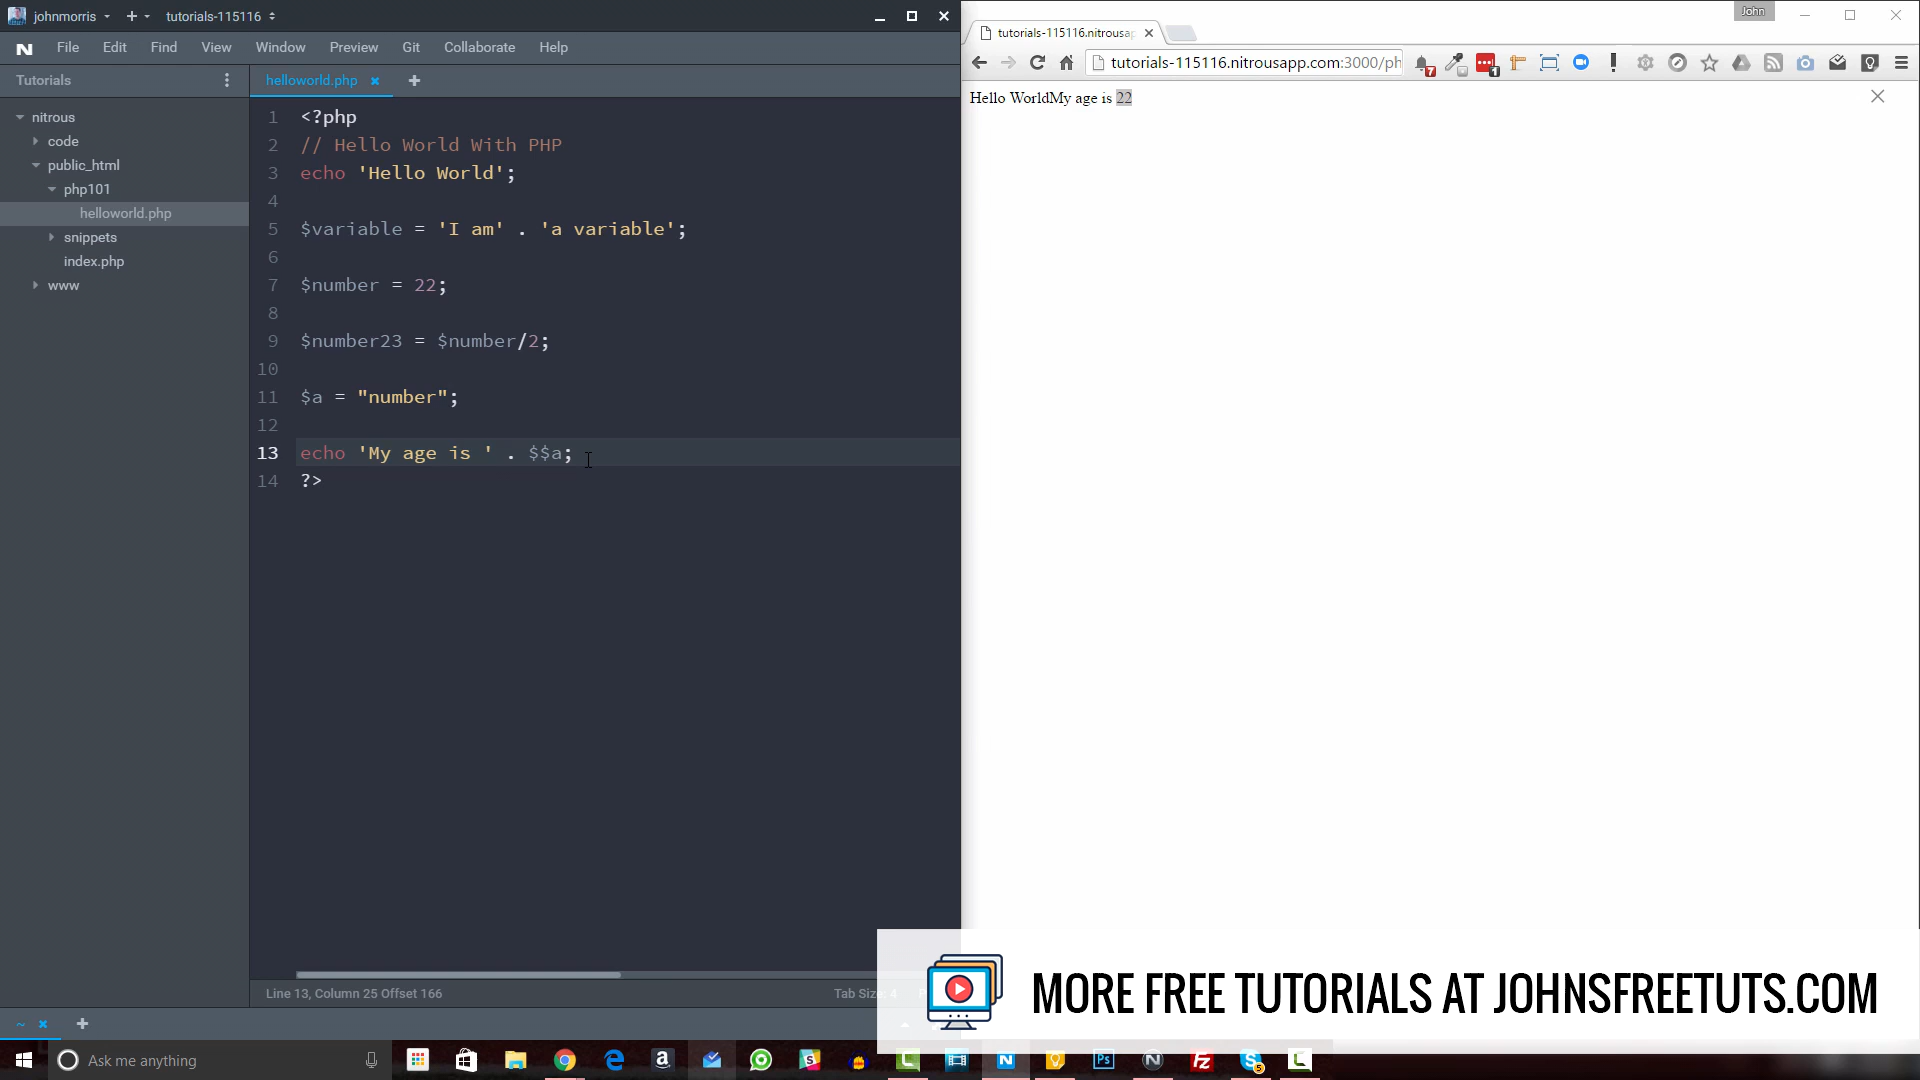 johnmorris
tutorials-115116
File Edit Find View Window Preview Git Collaborate Help
Tutorials
nitrous
code
public_html
php101
helloworld.php
snippets
index.php
www
helloworld.php
1 <?php
2 // Hello World With PHP
3 echo 'Hello World';
4
5 $variable = 'I am' . 'a variable';
6
7 $number = 22;
8
9 $number23 = $number/2;
10
11 $a = "number";
12
13 echo 'My age is ' . $$a;
14 ?>
Line 13, Column 25 Offset 166
Tab Size: 4
~
John
tutorials-115116.nitrousa
tutorials-115116.nitrousapp.com:3000/ph
7
1
Hello WorldMy age is 22
MORE FREE TUTORIALS AT JOHNSFREETUTS.COM
Ask me anything
5